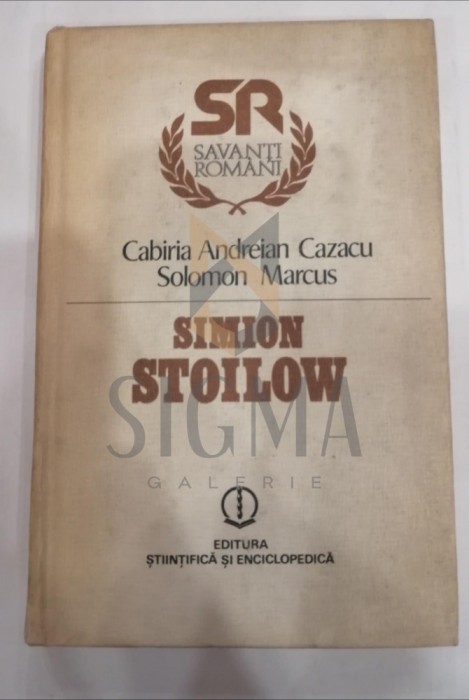 SR
SAVANȚI
ROMÂNI
Cabiria Andreian Cazacu
Solomon Marcus
SIMION
STOILOW
SIGMA
GALERIE
EDITURA
ȘTIINȚIFICĂ ȘI ENCICLOPEDICĂ